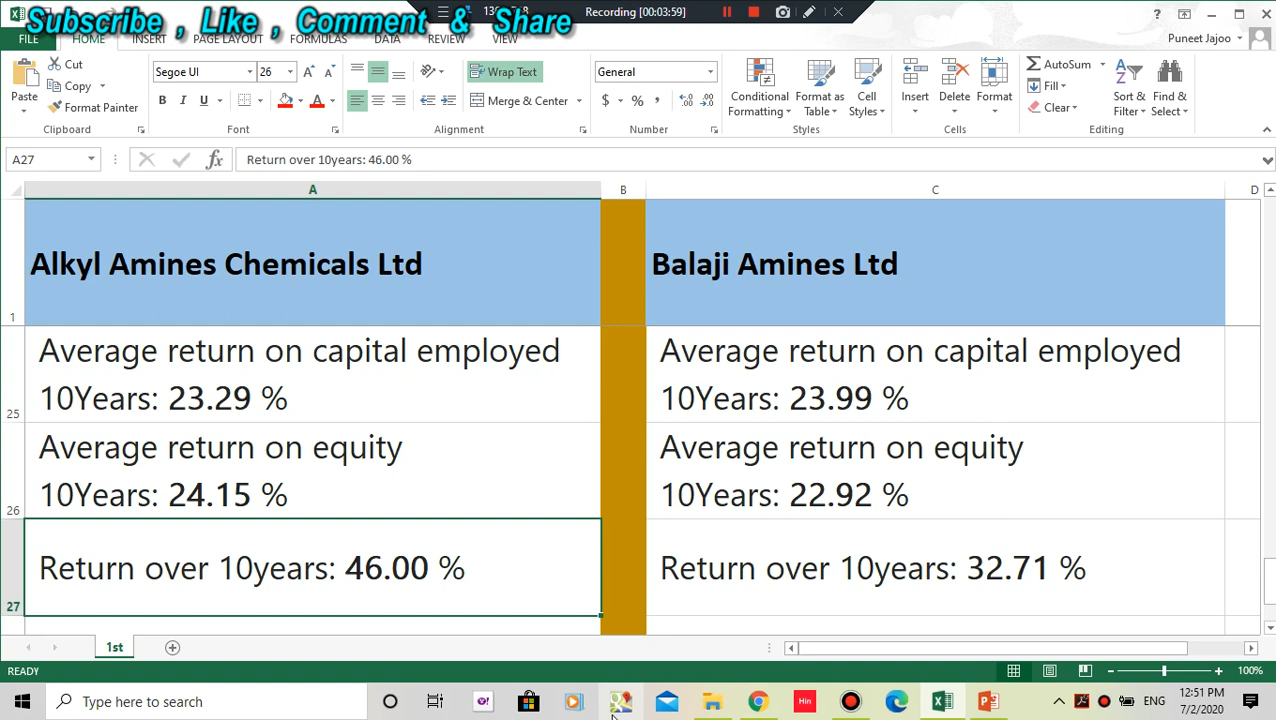 Subscribe , Like , Comment & Share
Recording [00:03:59]
Puneet Jajoo
FILE HOME INSERT PAGE LAYOUT FORMULAS DATA REVIEW VIEW
Paste
Cut
Copy
Format Painter
Clipboard
Segoe UI 26
B I U
Font
Wrap Text
Merge & Center
Alignment
General
$ % ,
Number
Conditional Formatting
Format as Table
Cell Styles
Styles
Insert
Delete
Format
Cells
AutoSum
Fill
Clear
Sort & Filter
Find & Select
Editing
A27
fx
Return over 10years: 46.00 %
A B C D
1
Alkyl Amines Chemicals Ltd
Balaji Amines Ltd
25
Average return on capital employed
10Years: 23.29 %
Average return on capital employed
10Years: 23.99 %
26
Average return on equity
10Years: 24.15 %
Average return on equity
10Years: 22.92 %
27
Return over 10years: 46.00 %
Return over 10years: 32.71 %
1st
READY
100%
Type here to search
Hin
ENG
12:51 PM
7/2/2020